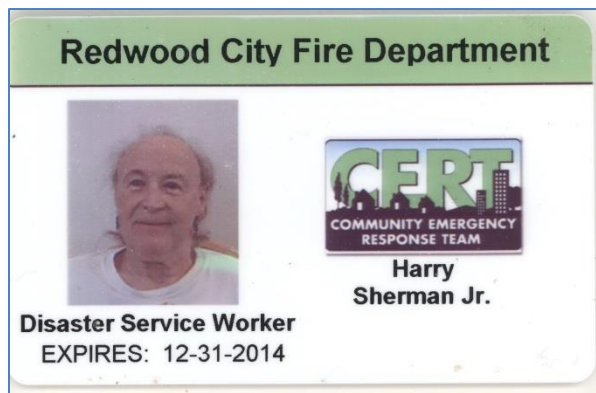 Redwood City Fire Department
CERT
COMMUNITY EMERGENCY
RESPONSE TEAM
Harry
Sherman Jr.
Disaster Service Worker
EXPIRES: 12-31-2014